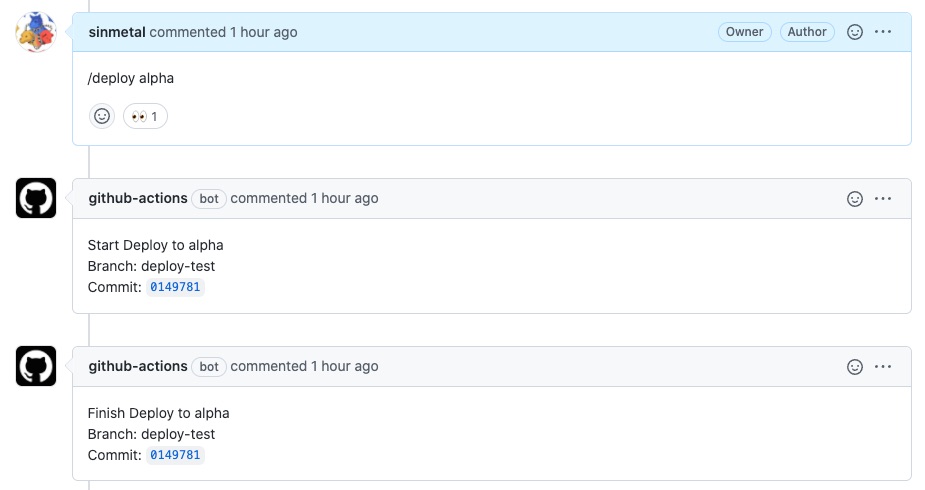 sinmetal commented 1 hour ago Owner Author
/deploy alpha
1
github-actions bot commented 1 hour ago
Start Deploy to alpha
Branch: deploy-test
Commit: 0149781
github-actions bot commented 1 hour ago
Finish Deploy to alpha
Branch: deploy-test
Commit: 0149781